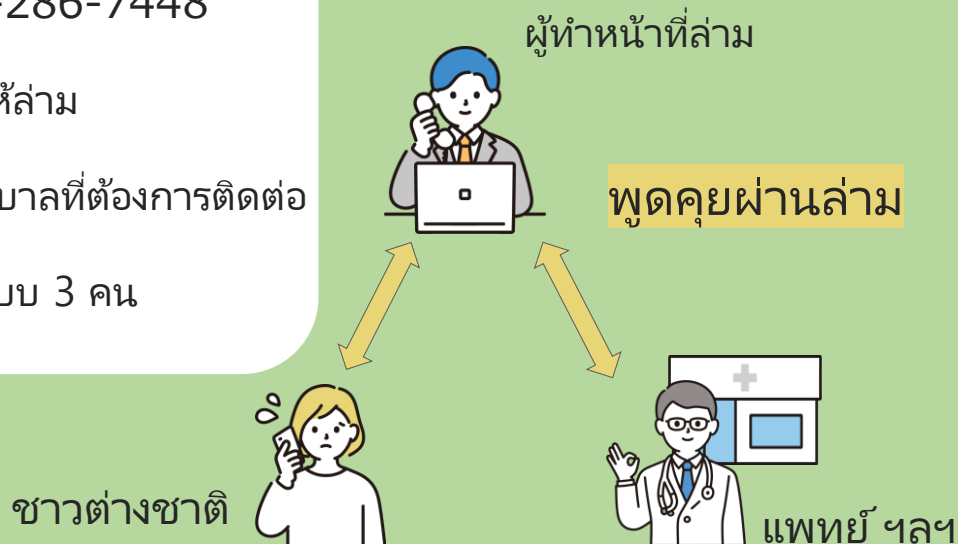 -286-7448
ห้ล่าม
บาลที่ต้องการติดต่อ
บบ 3 คน
ผู้ทำหน้าที่ล่าม
พูดคุยผ่านล่าม
ชาวต่างชาติ
แพทย์ ฯลฯ